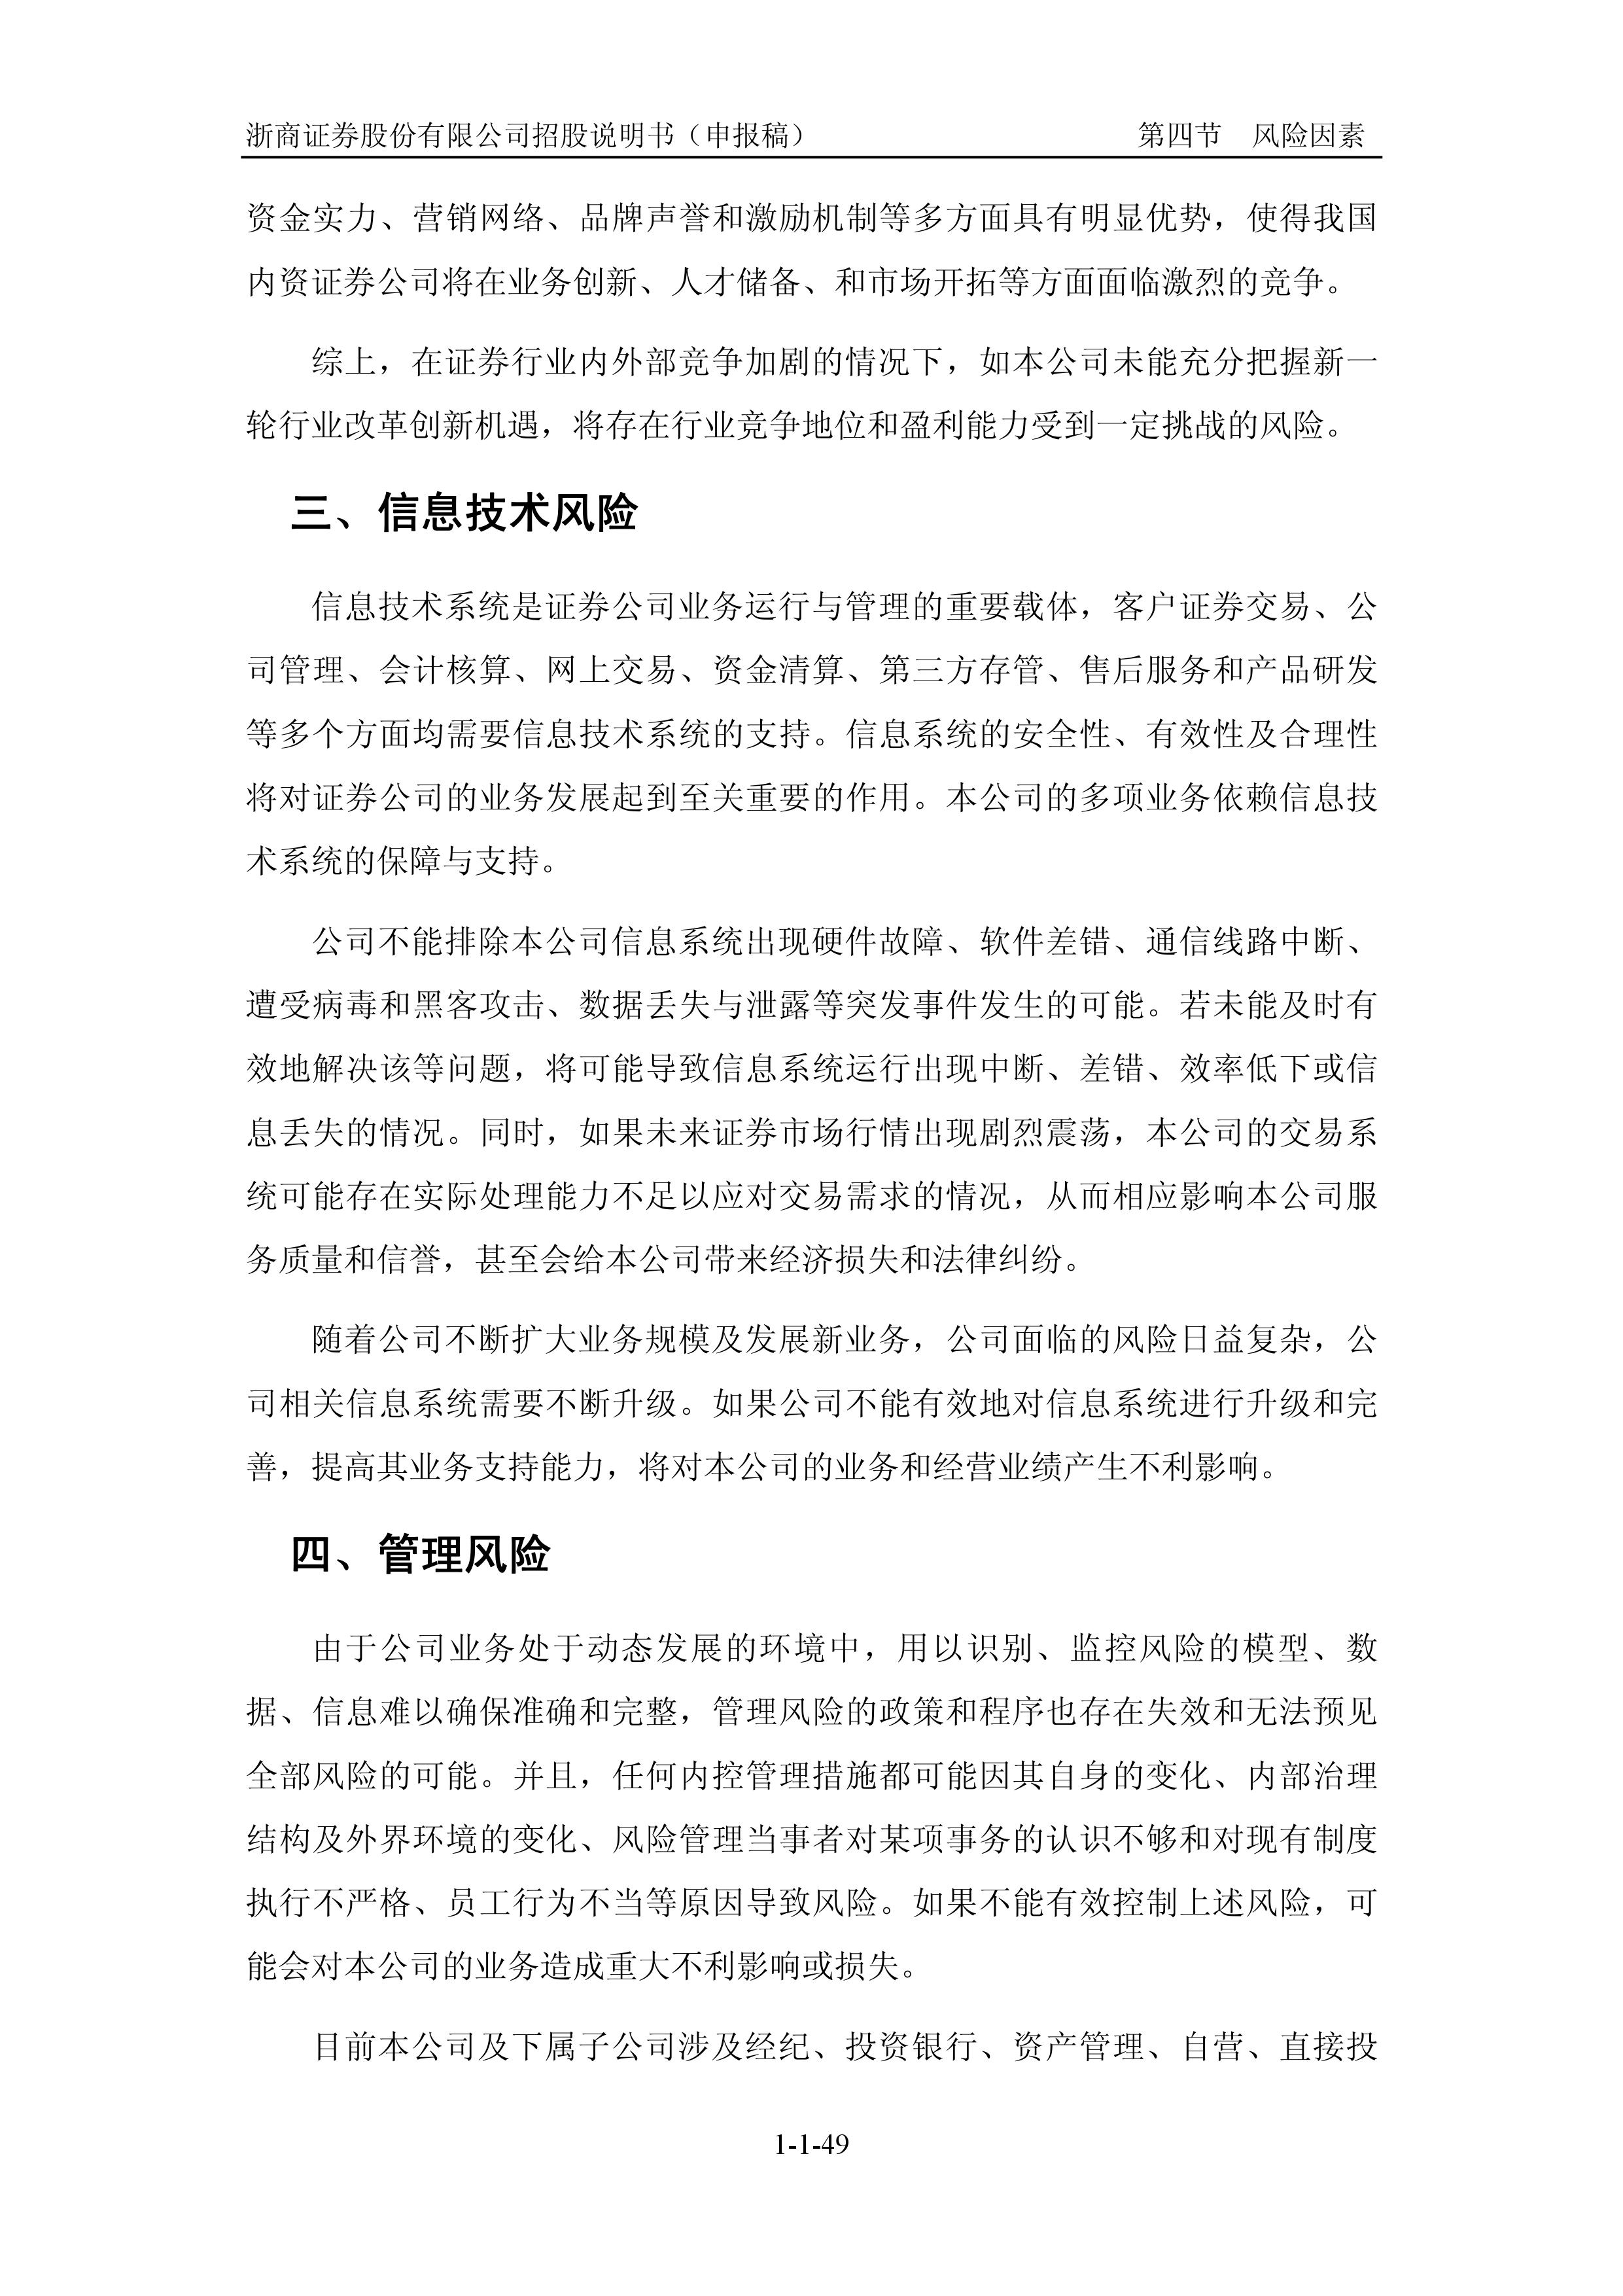 浙商证券股份有限公司招股说明书（申报稿）　第四节　风险因素
资金实力、营销网络、品牌声誉和激励机制等多方面具有明显优势，使得我国
内资证券公司将在业务创新、人才储备、和市场开拓等方面面临激烈的竞争。
综上，在证券行业内外部竞争加剧的情况下，如本公司未能充分把握新一
轮行业改革创新机遇，将存在行业竞争地位和盈利能力受到一定挑战的风险。
三、信息技术风险
信息技术系统是证券公司业务运行与管理的重要载体，客户证券交易、公
司管理、会计核算、网上交易、资金清算、第三方存管、售后服务和产品研发
等多个方面均需要信息技术系统的支持。信息系统的安全性、有效性及合理性
将对证券公司的业务发展起到至关重要的作用。本公司的多项业务依赖信息技
术系统的保障与支持。
公司不能排除本公司信息系统出现硬件故障、软件差错、通信线路中断、
遭受病毒和黑客攻击、数据丢失与泄露等突发事件发生的可能。若未能及时有
效地解决该等问题，将可能导致信息系统运行出现中断、差错、效率低下或信
息丢失的情况。同时，如果未来证券市场行情出现剧烈震荡，本公司的交易系
统可能存在实际处理能力不足以应对交易需求的情况，从而相应影响本公司服
务质量和信誉，甚至会给本公司带来经济损失和法律纠纷。
随着公司不断扩大业务规模及发展新业务，公司面临的风险日益复杂，公
司相关信息系统需要不断升级。如果公司不能有效地对信息系统进行升级和完
善，提高其业务支持能力，将对本公司的业务和经营业绩产生不利影响。
四、管理风险
由于公司业务处于动态发展的环境中，用以识别、监控风险的模型、数
据、信息难以确保准确和完整，管理风险的政策和程序也存在失效和无法预见
全部风险的可能。并且，任何内控管理措施都可能因其自身的变化、内部治理
结构及外界环境的变化、风险管理当事者对某项事务的认识不够和对现有制度
执行不严格、员工行为不当等原因导致风险。如果不能有效控制上述风险，可
能会对本公司的业务造成重大不利影响或损失。
目前本公司及下属子公司涉及经纪、投资银行、资产管理、自营、直接投
1-1-49